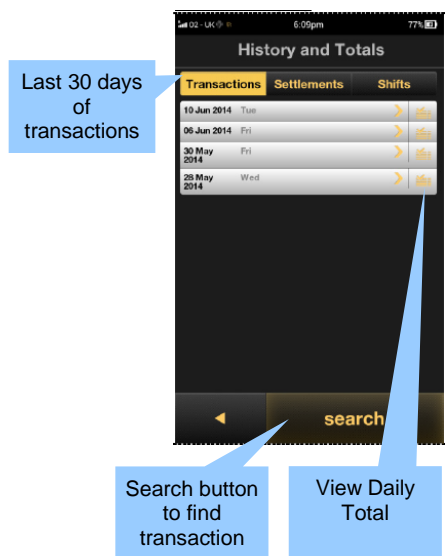 02 - UK
6:09pm
77%
History and Totals
Last 30 days
of
transactions
Transactions Settlements Shifts
10 Jun 2014 Tue
06 Jun 2014 Fri
30 May Fri
2014
28 May Wed
2014
search
Search button
to find
transaction
View Daily
Total